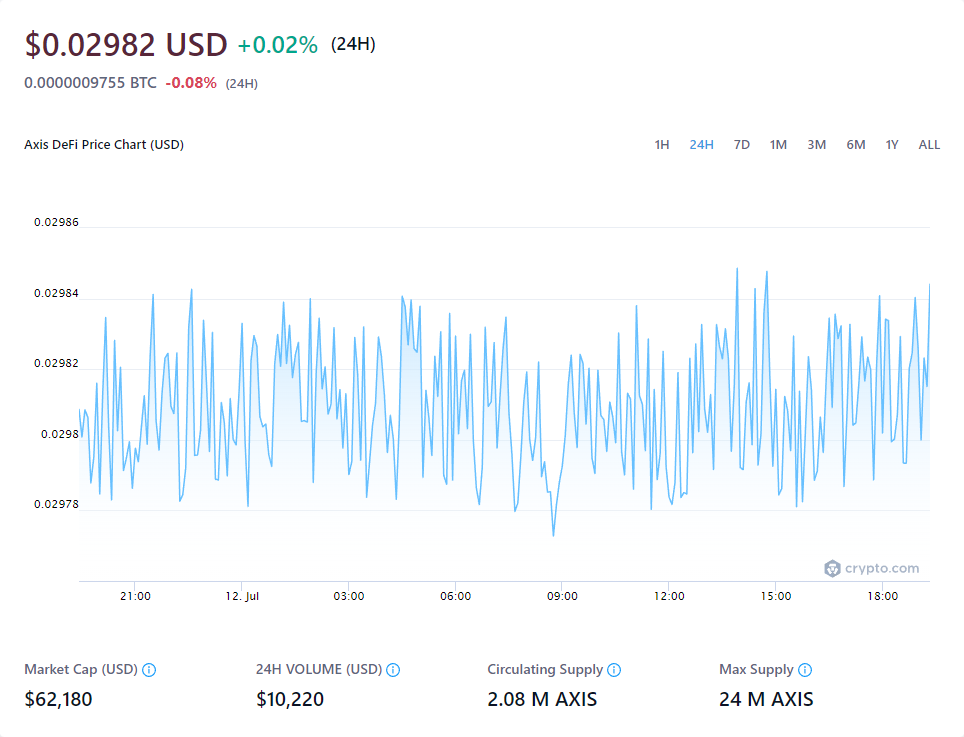 $0.02982 USD +0.02% (24H)
0.0000009755 BTC -0.08% (24H)
Axis DeFi Price Chart (USD) 1H 24H 7D 1M 3M 6M 1Y ALL
0.02986
0.02984
0.02982
0.0298
0.02978
crypto.com
21:00 12. Jul 03:00 06:00 09:00 12:00 15:00 18:00
Market Cap (USD) 24H VOLUME (USD) Circulating Supply Max Supply
$62,180 $10,220 2.08 M AXIS 24 M AXIS